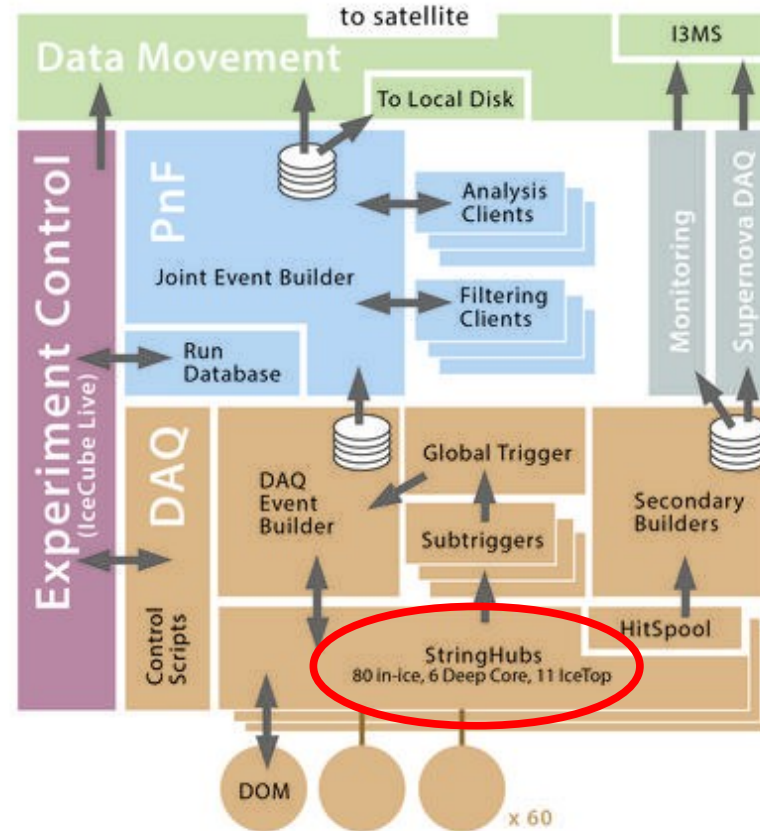 to satellite
Data Movement
I3MS
To Local Disk
Experiment Control
(IceCube Live)
PnF
Joint Event Builder
Analysis
Clients
Filtering
Clients
Monitoring
Supernova DAQ
Run
Database
DAQ
Control
Scripts
DAQ
Event
Builder
Global Trigger
Subtriggers
Secondary
Builders
HitSpool
StringHubs
80 in-ice, 6 Deep Core, 11 IceTop
DOM
x 60